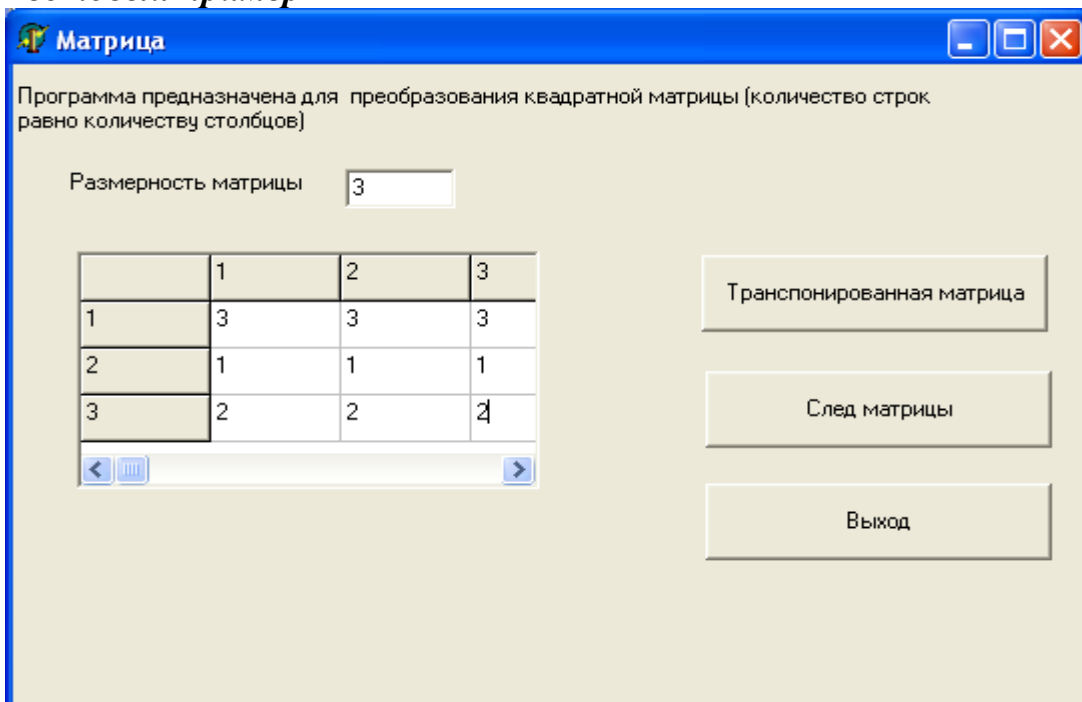 Матрица
Программа предназначена для преобразования квадратной матрицы (количество строк
равно количеству столбцов)
Размерность матрицы 3
1 2 3
1 3 3 3
2 1 1 1
3 2 2 2
Транспонированная матрица
След матрицы
Выход